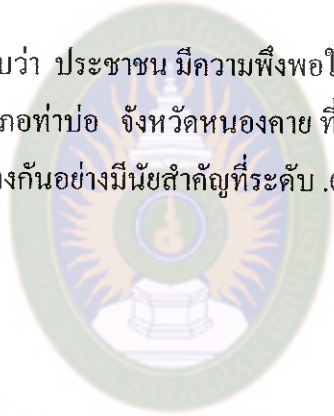 บว่า ประชาชน มีความพึงพอใ
ภอท่าบ่อ จังหวัดหนองคาย ที่
งกันอย่างมีนัยสำคัญที่ระดับ .0